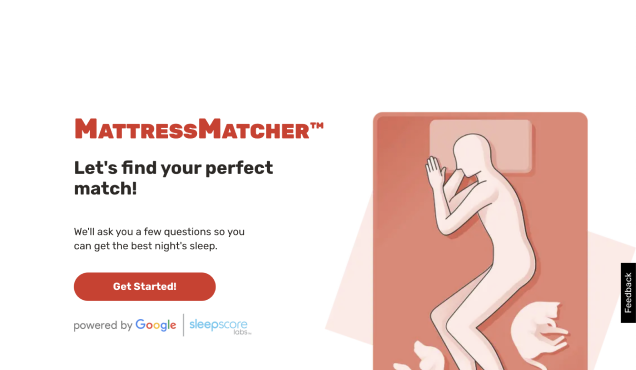 MATTRESSMATCHER™
Let's find your perfect
match!
We'll ask you a few questions so you
can get the best night's sleep.
Get Started!
powered by Google sleepscore
labs
Feedback